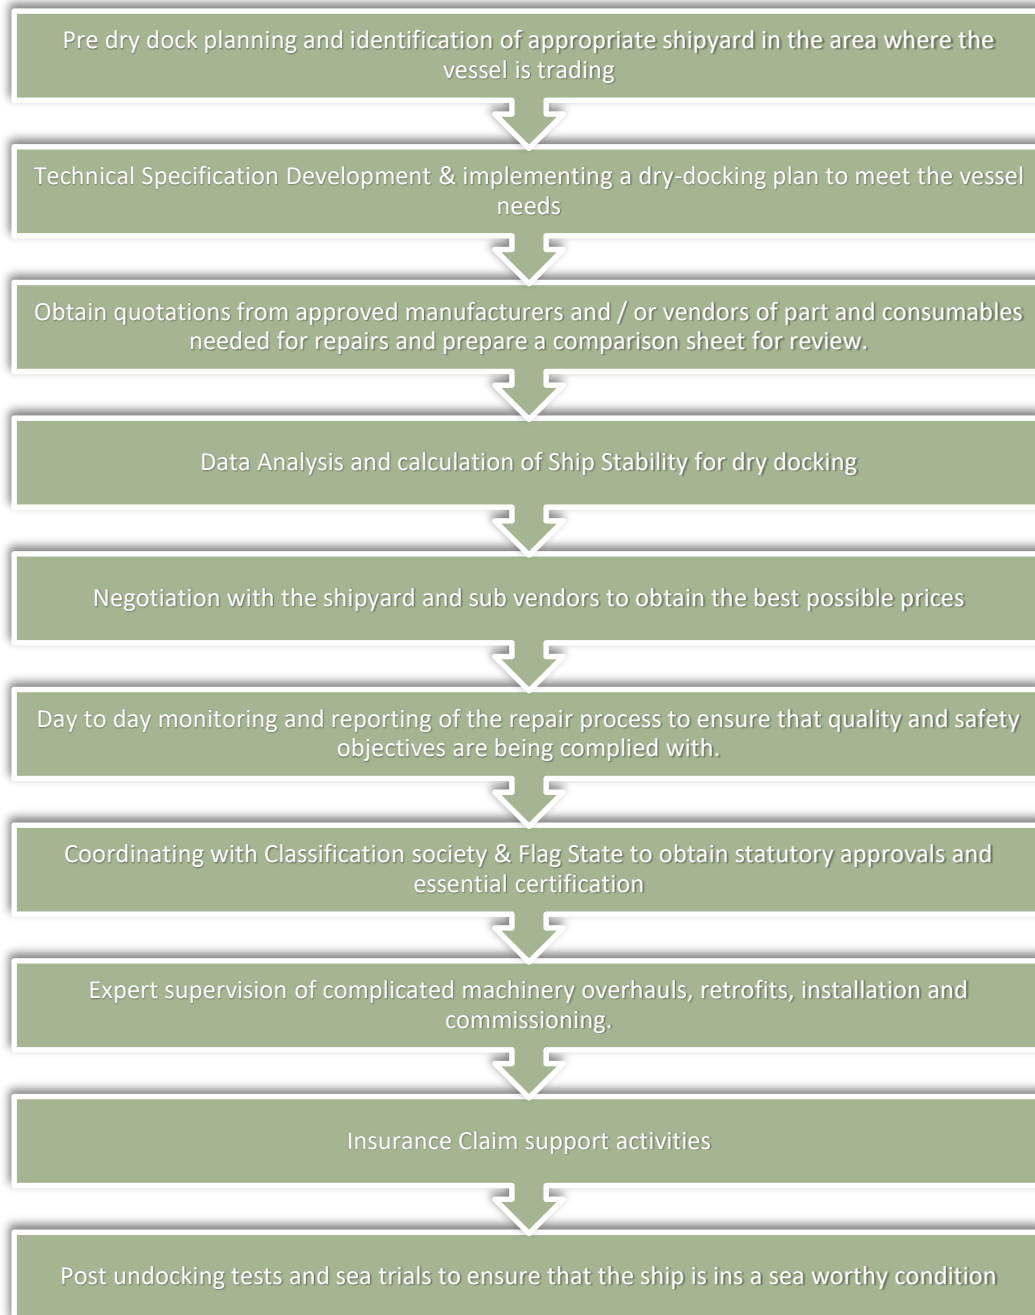 Pre dry dock planning and identification of appropriate shipyard in the area where the
vessel is trading
Technical Specification Development & implementing a dry-docking plan to meet the vessel
needs
Obtain quotations from approved manufacturers and / or vendors of part and consumables
needed for repairs and prepare a comparison sheet for review.
Data Analysis and calculation of Ship Stability for dry docking
Negotiation with the shipyard and sub vendors to obtain the best possible prices
Day to day monitoring and reporting of the repair process to ensure that quality and safety
objectives are being complied with.
Coordinating with Classification society & Flag State to obtain statutory approvals and
essential certification
Expert supervision of complicated machinery overhauls, retrofits, installation and
commissioning.
Insurance Claim support activities
Post undocking tests and sea trials to ensure that the ship is ins a sea worthy condition